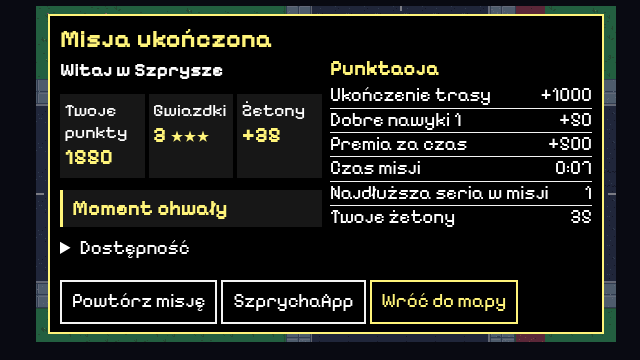 Misja ukończona
Witaj w Szprysze
Twoje punkty
1880
Gwiazdki
3 ★★★
Żetony
+38
Moment chwały
▶ Dostępność
Punktacja
Ukończenie trasy +1000
Dobre nawyki 1 +80
Premia za czas +800
Czas misji 0:07
Najdłuższa seria w misji 1
Twoje żetony 38
Powtórz misję
SzprychaApp
Wróć do mapy